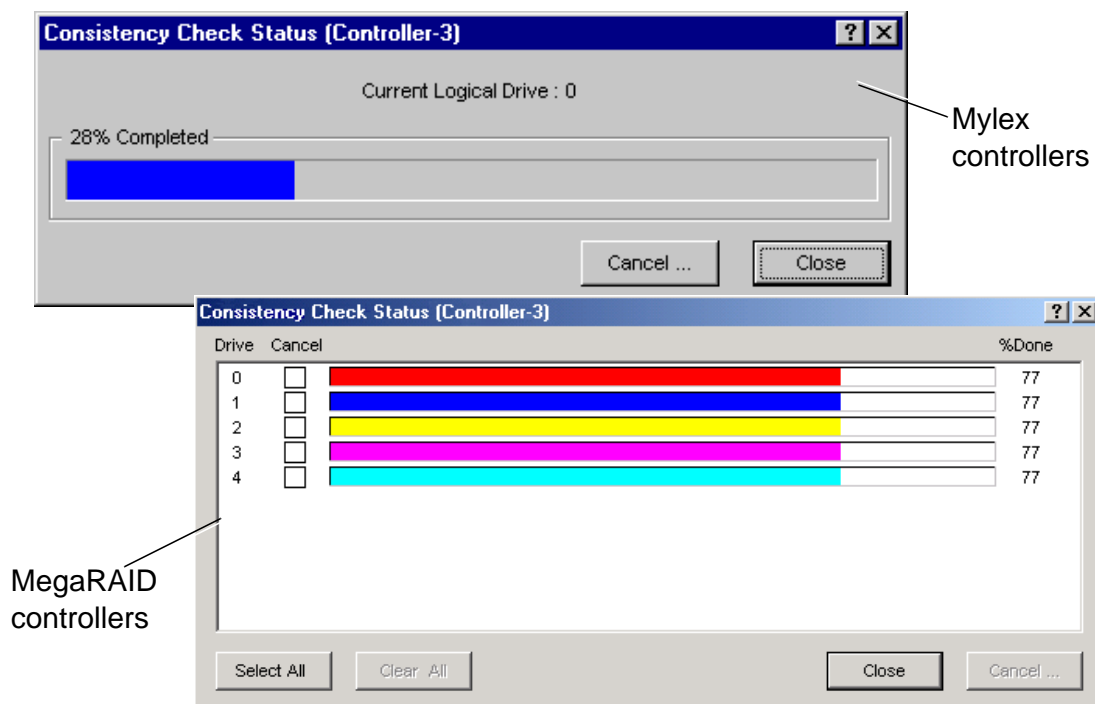 Consistency Check Status (Controller-3)
Current Logical Drive : 0
28% Completed
Cancel ...
Close
Mylex
controllers
Consistency Check Status (Controller-3)
Drive Cancel %Done
0 77
1 77
2 77
3 77
4 77
MegaRAID
controllers
Select All
Clear All
Close
Cancel ...